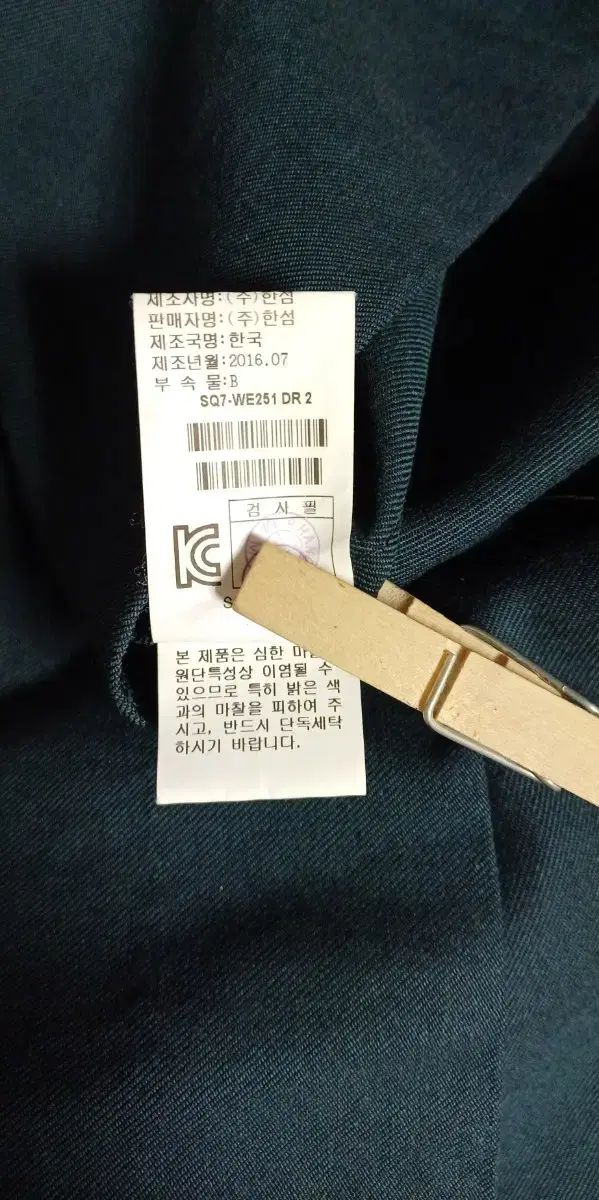 제조자명:(주)한섬
판매자명:(주)한섬
제조국명:한국
제조년월:2016.07
부 속 물:B
SQ7-WE251 DR 2
검 사 필
KC
HAN
S
본 제품은 심한
원단특성상 이염될 수
있으므로 특히 밝은 색
과의 마찰을 피하여 주
시고, 반드시 단독세탁
하시기 바랍니다.